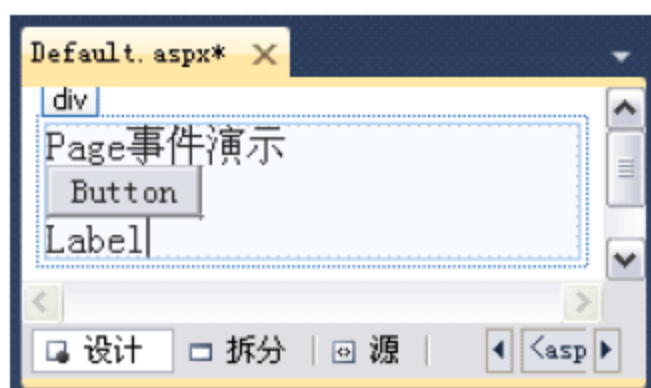 Default.aspx*
div
Page事件演示
Button
Label
设计 拆分 源 <asp